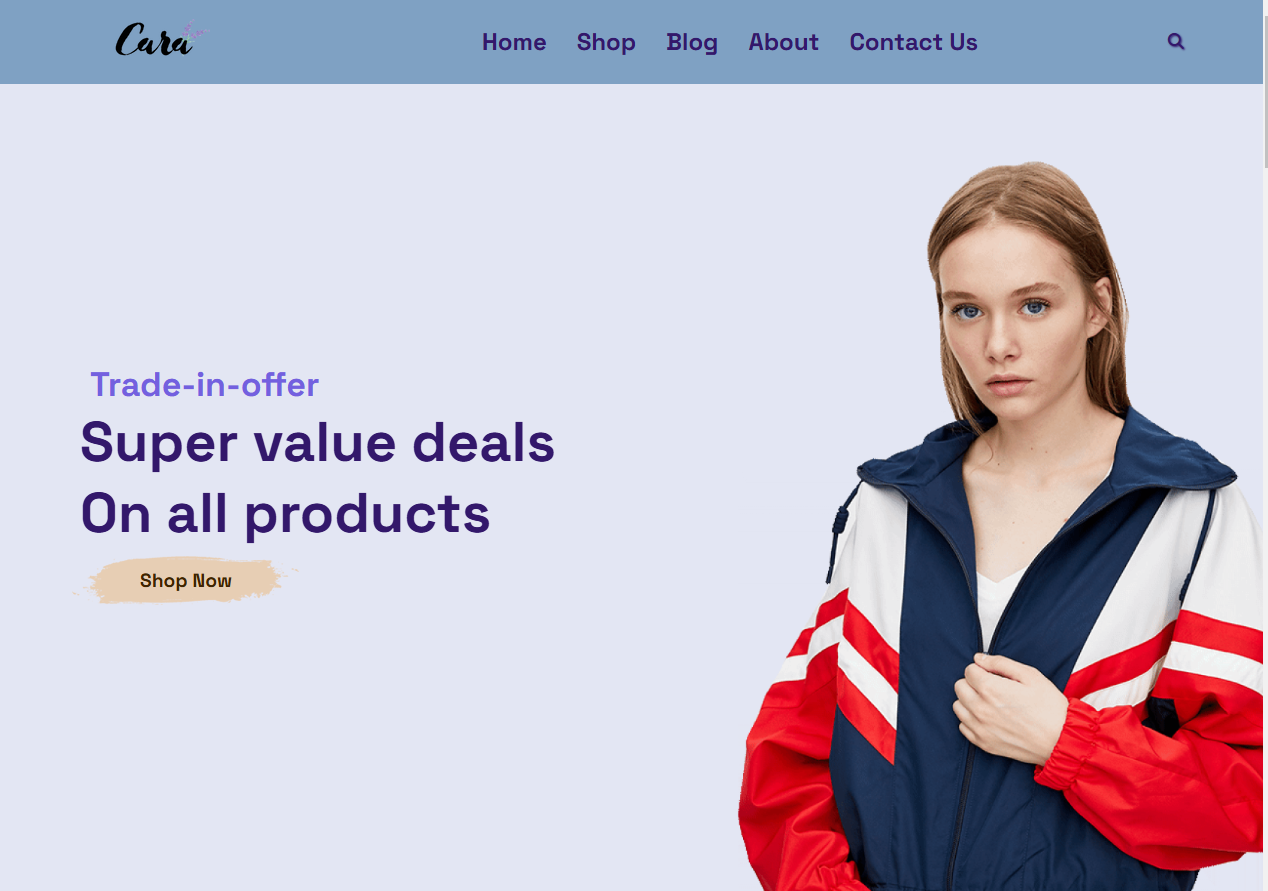 Cara
Home Shop Blog About Contact Us
Trade-in-offer
Super value deals
On all products
Shop Now